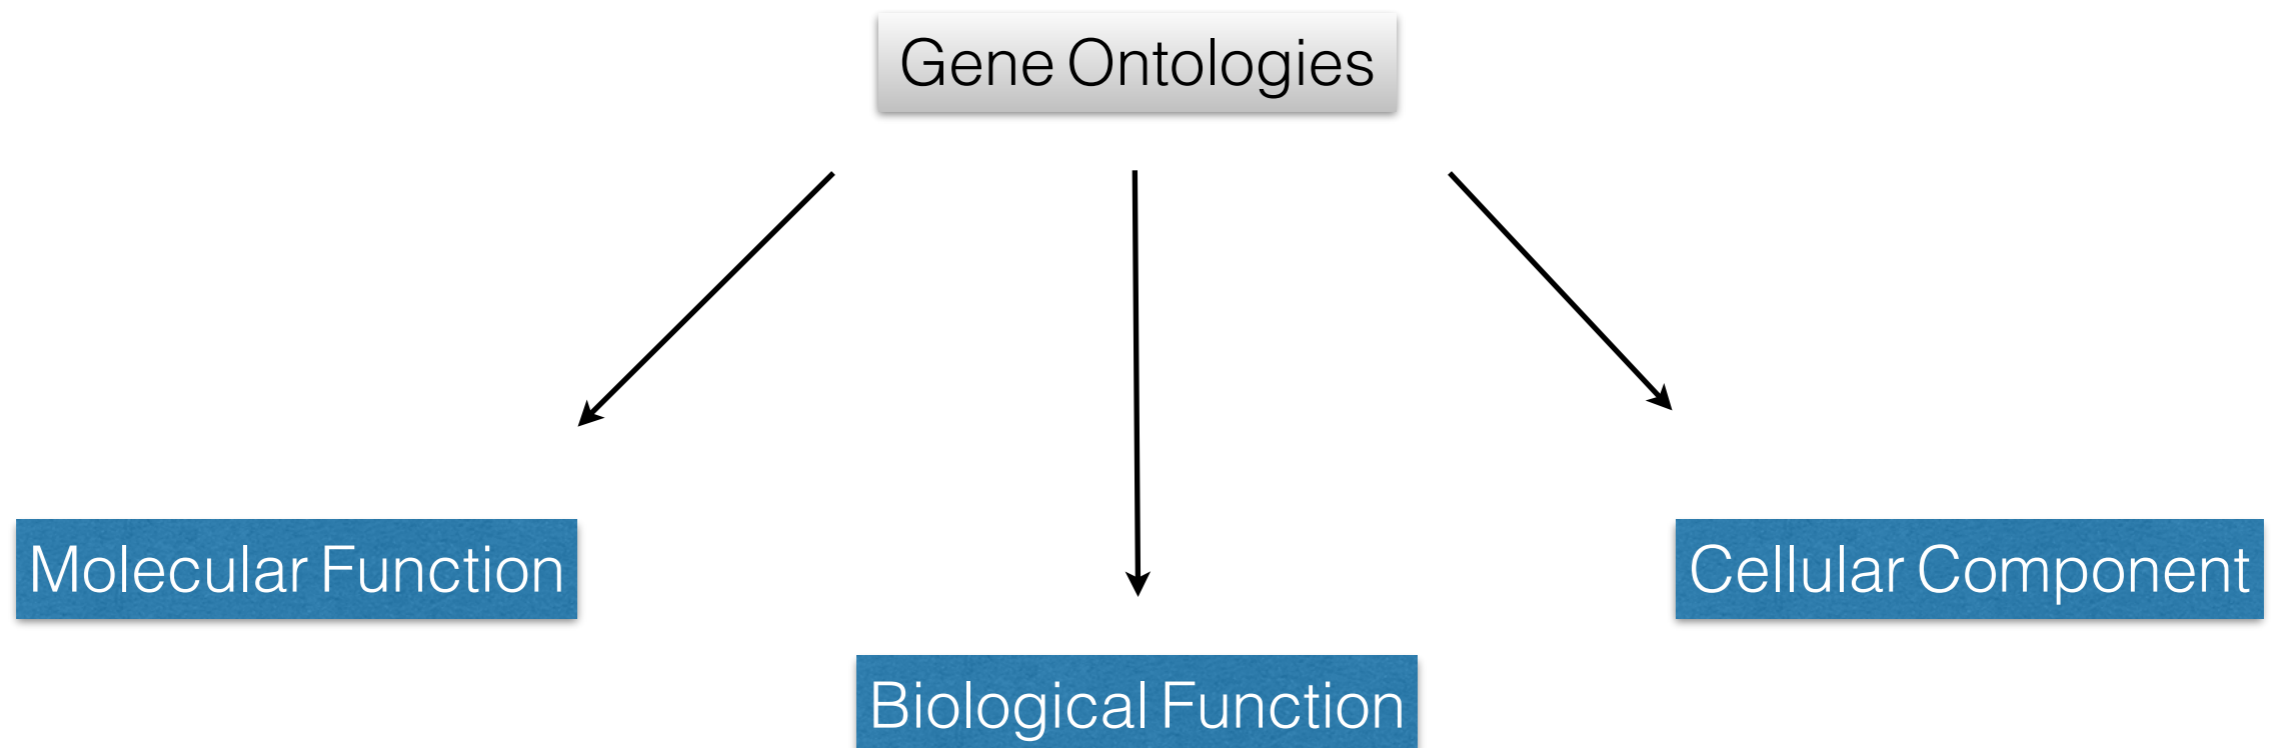 Gene Ontologies
Molecular Function
Cellular Component
Biological Function